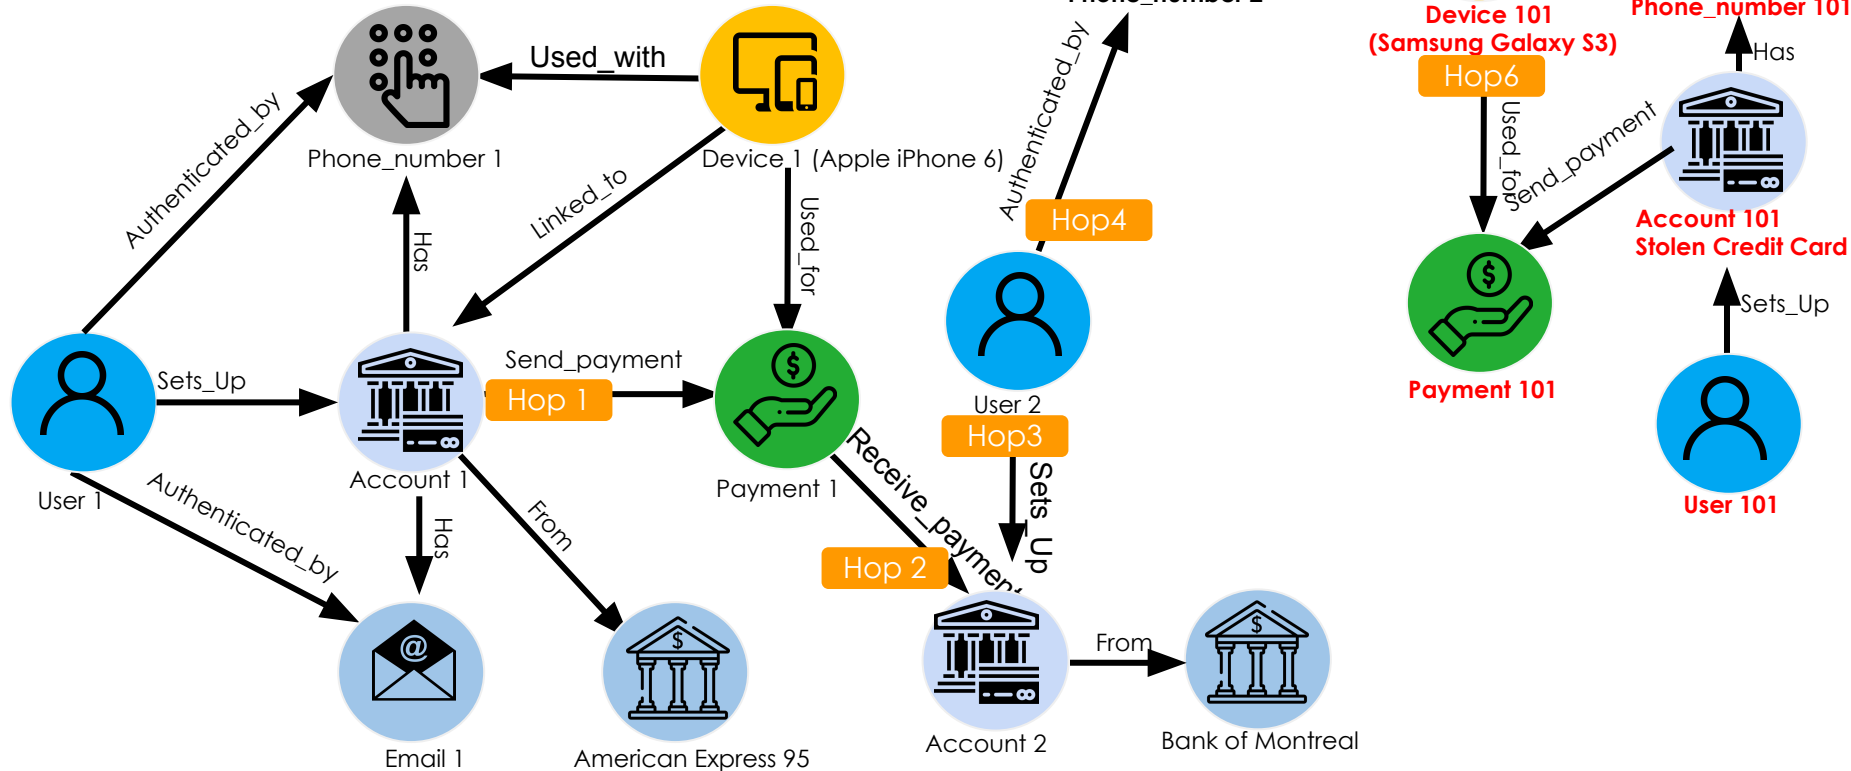 Phone_number 2
Device 101
(Samsung Galaxy S3)
Phone_number 101
Hop6
Has
Used_with
Authenticated_by
Phone_number 1
Device 1 (Apple iPhone 6)
Authenticated_by
Used_for
Send_payment
Linked_to
Has
Used_for
Hop4
Account 101
Stolen Credit Card
$
Sets_Up
Sets_Up
Send_payment
$
Hop 1
User 2
Hop3
Payment 101
Account 1
User 1
Payment 1
User 101
Authenticated_by
Has
From
Receive_payment
Sets_Up
Hop 2
@
$
From
$
Email 1
American Express 95
Account 2
Bank of Montreal